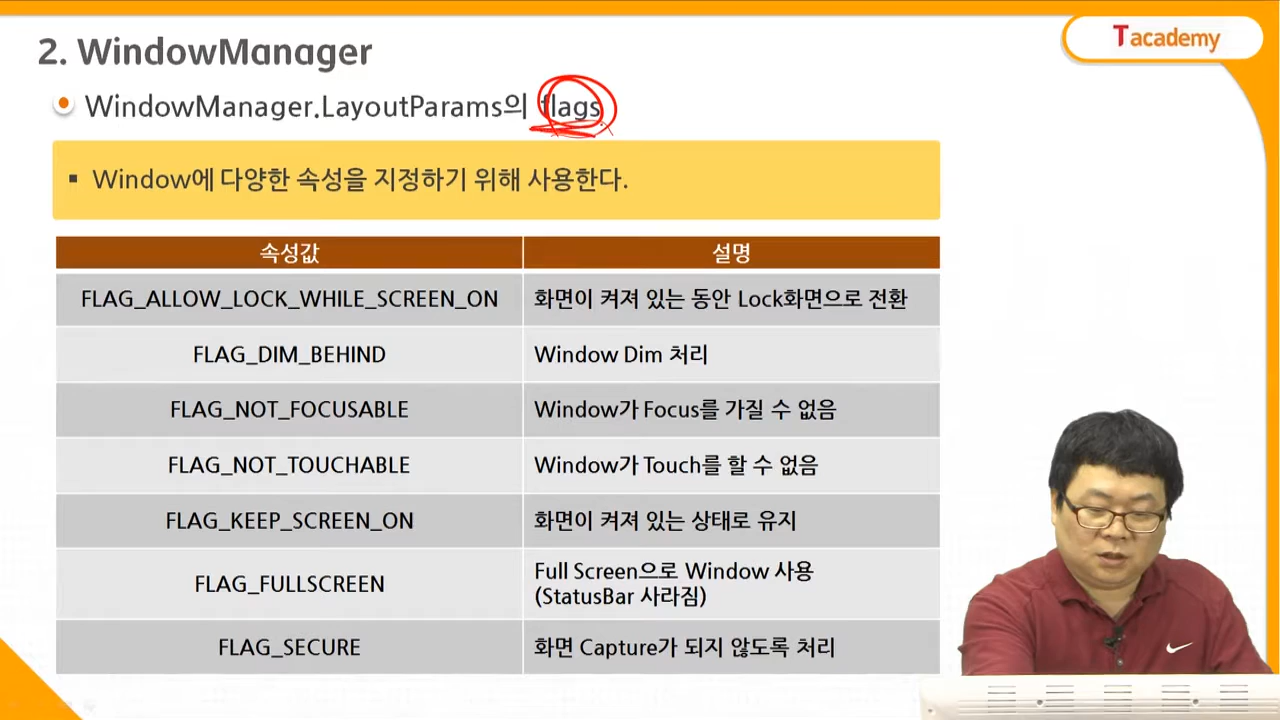 Tacademy
2. WindowManager
WindowManager.LayoutParams의 flags
Window에 다양한 속성을 지정하기 위해 사용한다.
속성값 설명
FLAG_ALLOW_LOCK_WHILE_SCREEN_ON 화면이 켜져 있는 동안 Lock화면으로 전환
FLAG_DIM_BEHIND Window Dim 처리
FLAG_NOT_FOCUSABLE Window가 Focus를 가질 수 없음
FLAG_NOT_TOUCHABLE Window가 Touch를 할 수 없음
FLAG_KEEP_SCREEN_ON 화면이 켜져 있는 상태로 유지
FLAG_FULLSCREEN Full Screen으로 Window 사용
(StatusBar 사라짐)
FLAG_SECURE 화면 Capture가 되지 않도록 처리